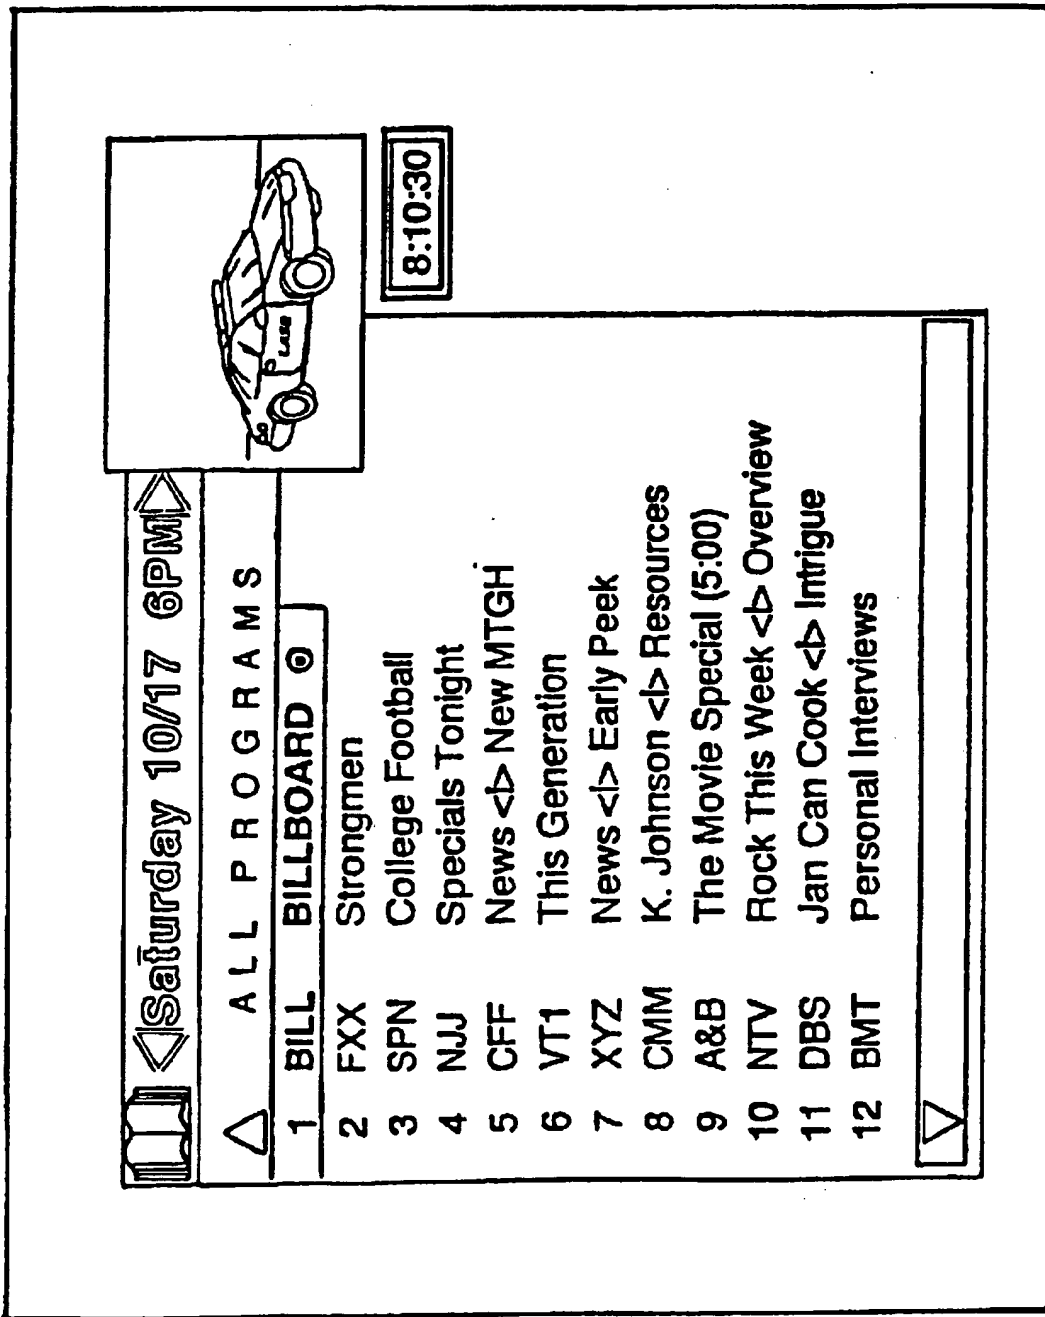 Saturday 10/17 6PM
ALL PROGRAMS
1 BILL BILLBOARD
2 FXX Strongmen
3 SPN College Football
4 NJJ Specials Tonight
5 CFF News <|> New MTGH
6 VT1 This Generation
7 XYZ News <|> Early Peek
8 CMM K. Johnson <|> Resources
9 A&B The Movie Special (5:00)
10 NTV Rock This Week <|> Overview
11 DBS Jan Can Cook <|> Intrigue
12 BMT Personal Interviews
8:10:30